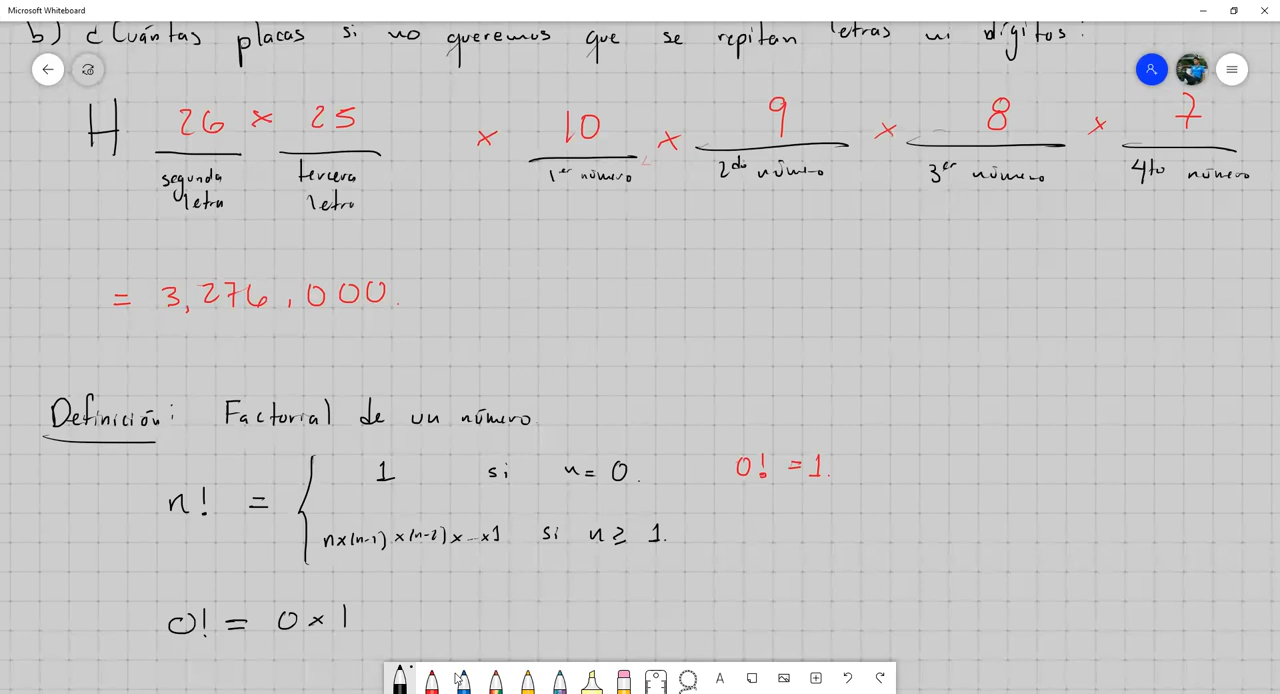 Microsoft Whiteboard
b) ¿Cuántas placas si no queremos que se repitan letras ni dígitos?
H 26 × 25 × 10 × 9 × 8 × 7
segunda letra tercera letra 1er número 2do número 3er número 4to número
= 3,276,000.
Definición: Factorial de un número
n! = { 1 si n = 0. 0! = 1.
n×(n-1)×(n-2)×...×1 si n ≥ 1.
0! = 0 × 1